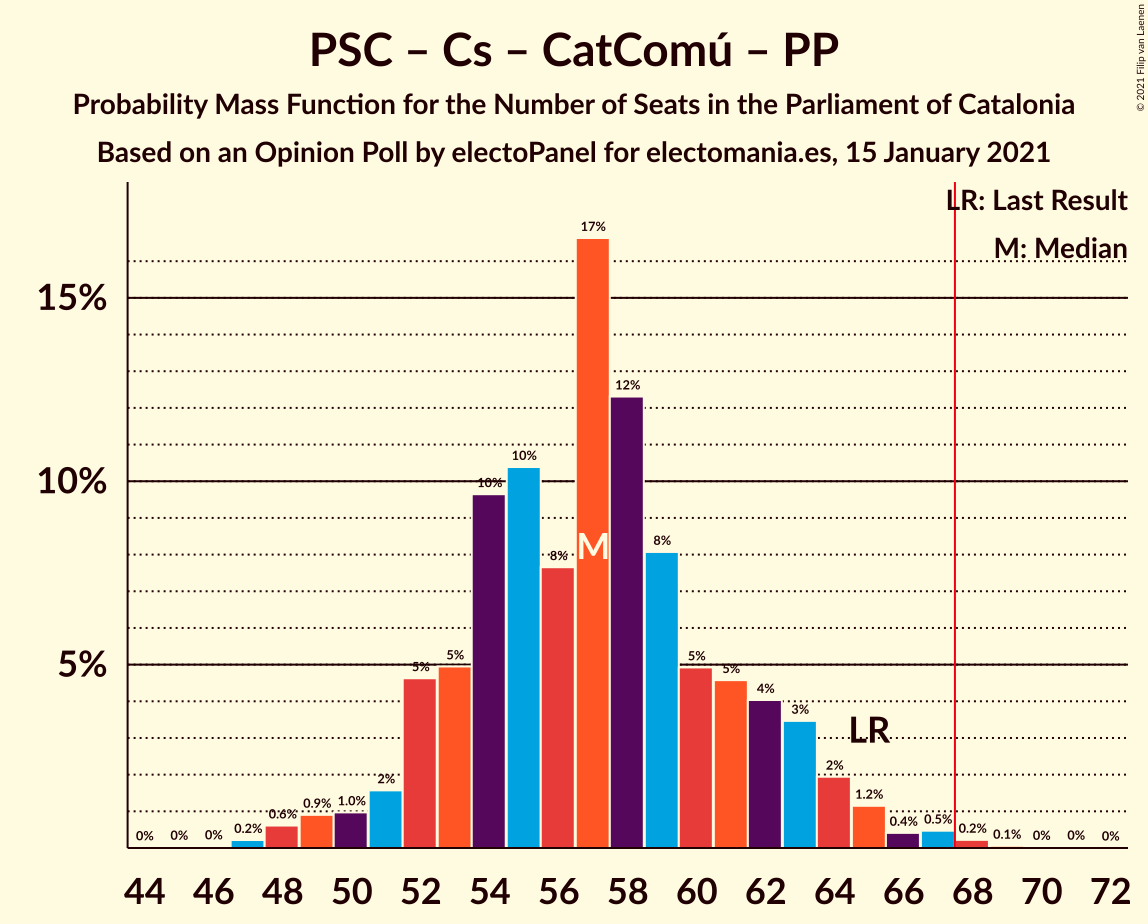 PSC – Cs – CatComú – PP
Probability Mass Function for the Number of Seats in the Parliament of Catalonia
Based on an Opinion Poll by electoPanel for electomania.es, 15 January 2021
© 2021 Filip van Laenen
LR: Last Result
M: Median
15%
10%
5%
0% 0% 0% 0.2% 0.6% 0.9% 1.0% 2% 5% 5% 10% 10% 8% 17% 12% 8% 5% 5% 4% 3% 2% 1.2% 0.4% 0.5% 0.2% 0.1% 0% 0% 0%
M
LR
44 46 48 50 52 54 56 58 60 62 64 66 68 70 72